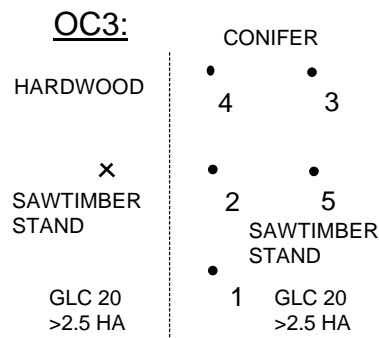 OC3:
CONIFER
HARDWOOD
4 3
×
SAWTIMBER
STAND
2 5
SAWTIMBER
STAND
1
GLC 20
>2.5 HA
GLC 20
>2.5 HA